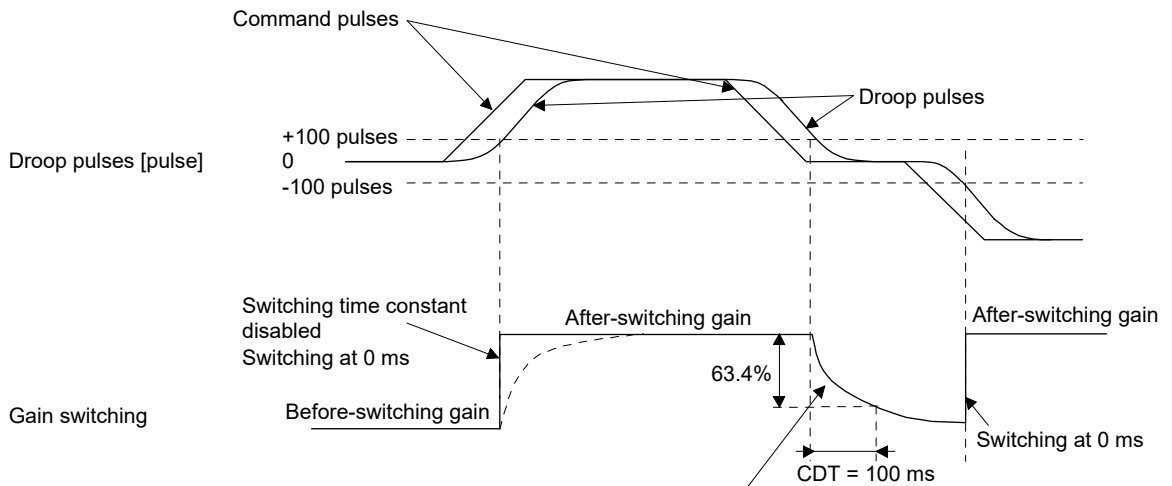 Command pulses
Droop pulses
+100 pulses
Droop pulses [pulse]
0
-100 pulses
Switching time constant
disabled
Switching at 0 ms
After-switching gain
After-switching gain
63.4%
Gain switching
Before-switching gain
Switching at 0 ms
CDT = 100 ms